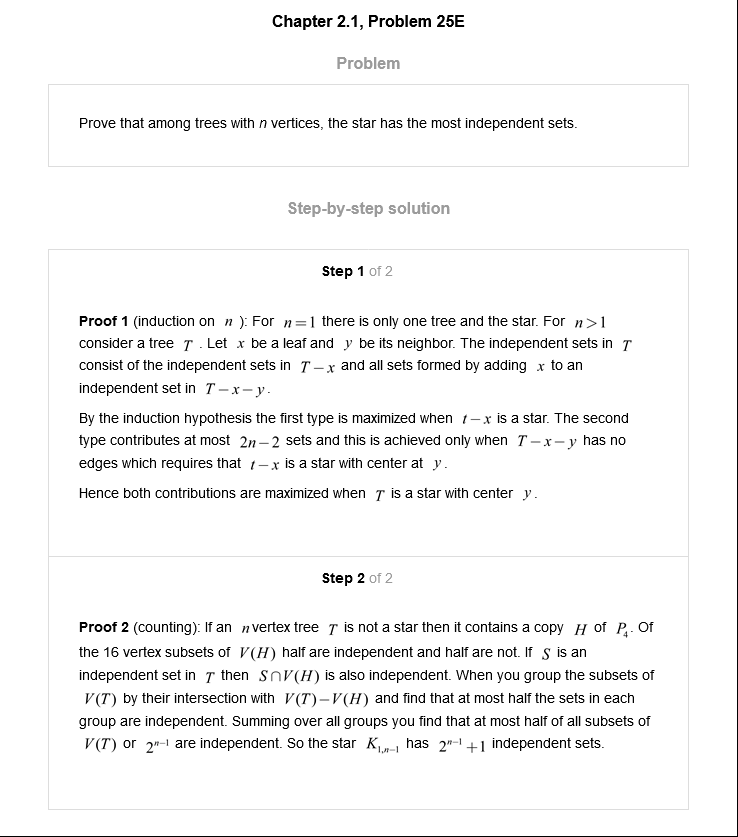 Chapter 2.1, Problem 25E
Problem
Prove that among trees with n vertices, the star has the most independent sets.
Step-by-step solution
Step 1 of 2
Proof 1 (induction on n ): For n=1 there is only one tree and the star. For n>1
consider a tree T . Let x be a leaf and y be its neighbor. The independent sets in T
consist of the independent sets in T−x and all sets formed by adding x to an
independent set in T−x−y.
By the induction hypothesis the first type is maximized when t−x is a star. The second
type contributes at most 2n−2 sets and this is achieved only when T−x−y has no
edges which requires that t−x is a star with center at y.
Hence both contributions are maximized when T is a star with center y.
Step 2 of 2
Proof 2 (counting): If an n vertex tree T is not a star then it contains a copy H of P₄. Of
the 16 vertex subsets of V(H) half are independent and half are not. If S is an
independent set in T then S∩V(H) is also independent. When you group the subsets of
V(T) by their intersection with V(T)−V(H) and find that at most half the sets in each
group are independent. Summing over all groups you find that at most half of all subsets of
V(T) or 2ⁿ⁻¹ are independent. So the star K₁,ₙ₋₁ has 2ⁿ⁻¹+1 independent sets.